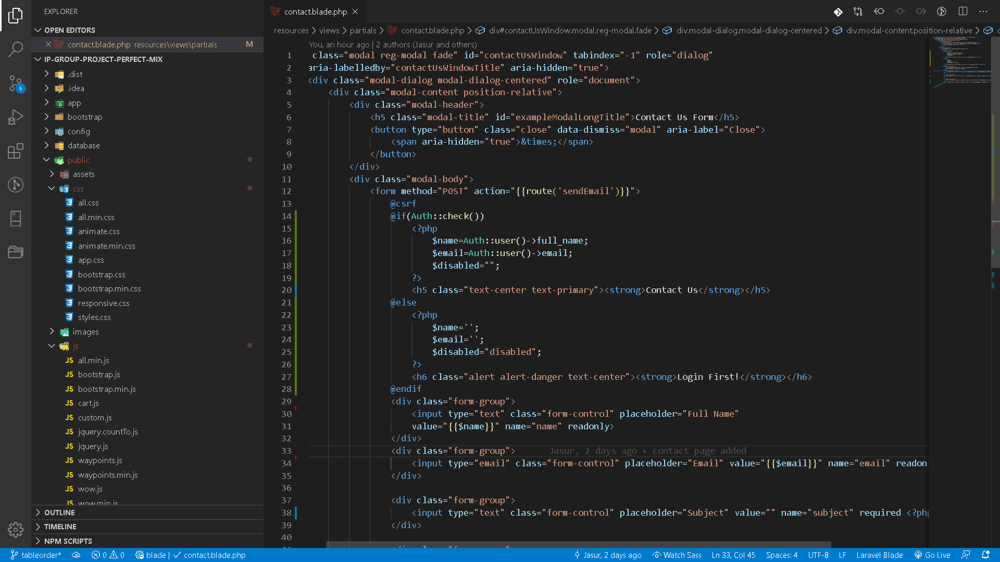 EXPLORER
OPEN EDITORS
contact.blade.php resources\views\partials M
IP-GROUP-PROJECT-PERFECT-MIX
.dist
.idea
app
bootstrap
config
database
public
assets
css
all.css
all.min.css
animate.css
animate.min.css
app.css
bootstrap.css
bootstrap.min.css
responsive.css
styles.css
images
js
JS all.min.js
JS bootstrap.js
JS bootstrap.min.js
JS cart.js
JS custom.js
JS jquery.countTo.js
JS jquery.js
JS waypoints.js
JS waypoints.min.js
JS wow.js
JS wow.min.js
OUTLINE
TIMELINE
NPM SCRIPTS
6
contact.blade.php
resources > views > partials > contact.blade.php > div#contactUsWindow.modal.reg-modal.fade > div.modal-dialog.modal-dialog-centered > div.modal-content.position-relative >
You, an hour ago | 2 authors (Jasur and others)
1 class="modal reg-modal fade" id="contactUsWindow" tabindex="-1" role="dialog"
2 aria-labelledby="contactUsWindowTitle" aria-hidden="true">
3 <div class="modal-dialog modal-dialog-centered" role="document">
4 <div class="modal-content position-relative">
5 <div class="modal-header">
6 <h5 class="modal-title" id="exampleModalLongTitle">Contact Us Form</h5>
7 <button type="button" class="close" data-dismiss="modal" aria-label="Close">
8 <span aria-hidden="true">&times;</span>
9 </button>
10 </div>
11 <div class="modal-body">
12 <form method="POST" action="{{route('sendEmail')}}">
13 @csrf
14 @if(Auth::check())
15 <?php
16 $name=Auth::user()->full_name;
17 $email=Auth::user()->email;
18 $disabled="";
19 ?>
20 <h5 class="text-center text-primary"><strong>Contact Us</strong></h5>
21 @else
22 <?php
23 $name='';
24 $email='';
25 $disabled="disabled";
26 ?>
27 <h6 class="alert alert-danger text-center"><strong>Login First!</strong></h6>
28 @endif
29 <div class="form-group">
30 <input type="text" class="form-control" placeholder="Full Name"
31 value="{{$name}}" name="name" readonly>
32 </div>
33 <div class="form-group"> Jasur, 2 days ago • contact page added
34 <input type="email" class="form-control" placeholder="Email" value="{{$email}}" name="email" readon
35 </div>
36
37 <div class="form-group">
38 <input type="text" class="form-control" placeholder="Subject" value="" name="subject" required <?php
39 </div>
40
tableorder* 0 0 blade | contact.blade.php Jasur, 2 days ago Watch Sass Ln 33, Col 45 Spaces: 4 UTF-8 LF Laravel Blade Go Live